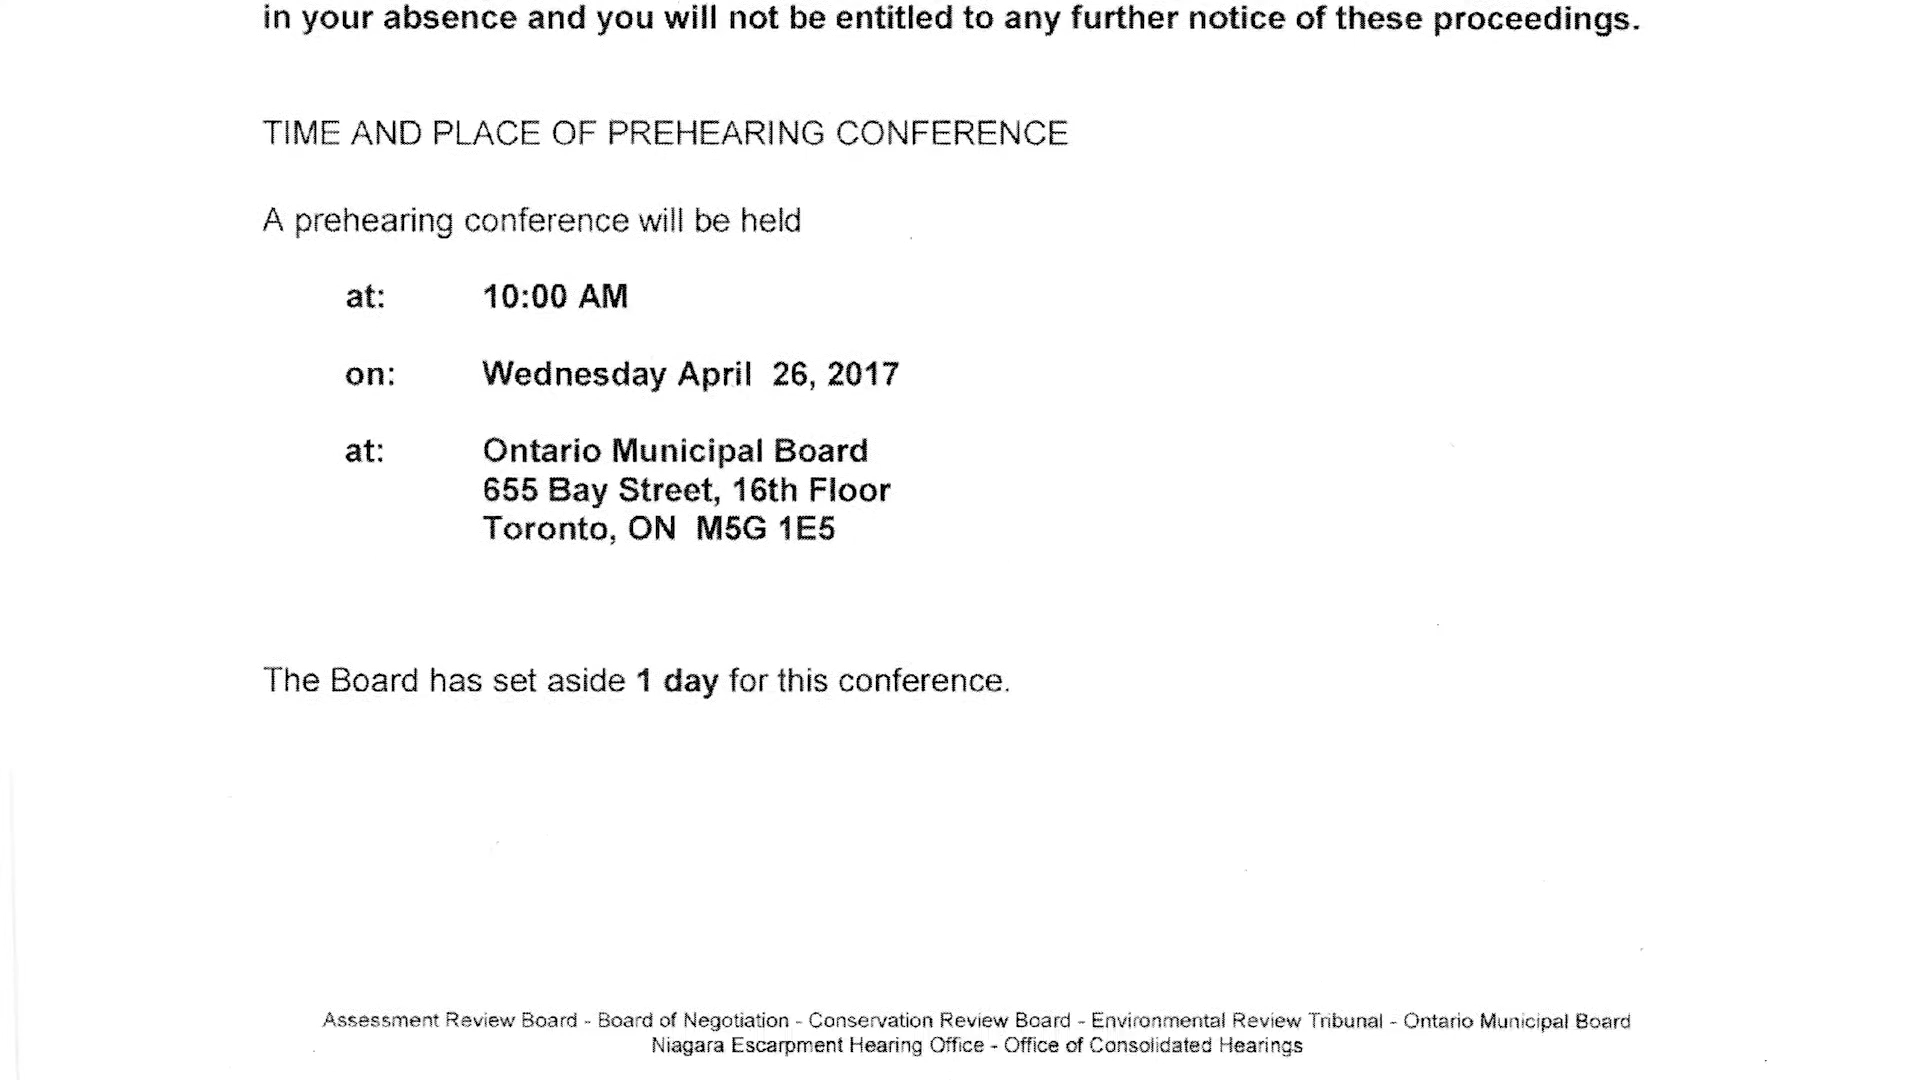 in your absence and you will not be entitled to any further notice of these proceedings.
TIME AND PLACE OF PREHEARING CONFERENCE
A prehearing conference will be held
at: 10:00 AM
on: Wednesday April 26, 2017
at: Ontario Municipal Board
655 Bay Street, 16th Floor
Toronto, ON M5G 1E5
The Board has set aside 1 day for this conference.
Assessment Review Board - Board of Negotiation - Conservation Review Board - Environmental Review Tribunal - Ontario Municipal Board
Niagara Escarpment Hearing Office - Office of Consolidated Hearings